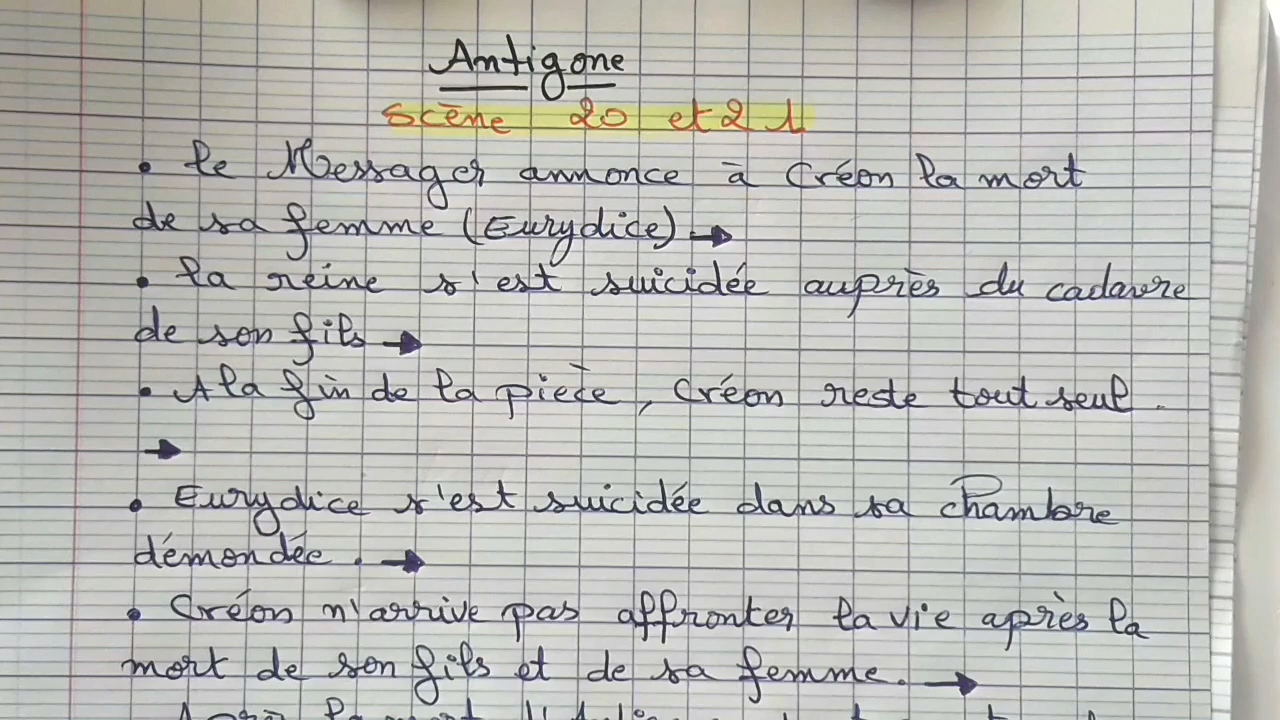 Antigone
Scène 20 et 21
• Le Messager annonce à Créon la mort
de sa femme (Eurydice) →
• la reine s'est suicidée auprès du cadavre
de son fils →
• A la fin de la pièce, Créon reste tout seul.
→
• Eurydice s'est suicidée dans sa chambre
démondée. →
• Créon n'arrive pas affronter la vie après la
mort de son fils et de sa femme. →
la mort